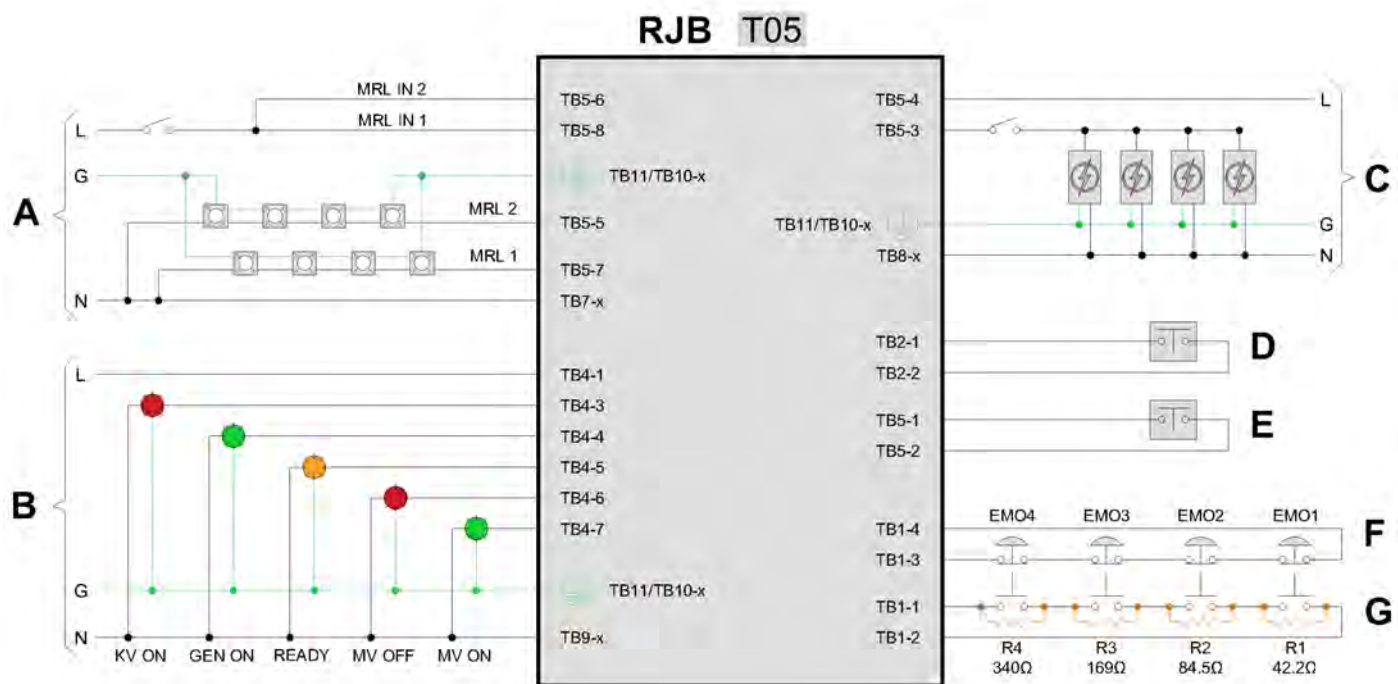 RJB T05
MRL IN 2
TB5-6
TB5-4
L
L
MRL IN 1
TB5-8
TB5-3
G
TB11/TB10-x
A
MRL 2
TB5-5
TB11/TB10-x
G
C
MRL 1
TB5-7
TB8-x
N
N
TB7-x
TB2-1
D
L
TB4-1
TB2-2
TB4-3
TB5-1
E
TB4-4
TB5-2
TB4-5
B
TB4-6
TB4-7
TB1-4
EMO4 EMO3 EMO2 EMO1
F
TB1-3
G
TB11/TB10-x
TB1-1
G
N
TB9-x
TB1-2
KV ON GEN ON READY MV OFF MV ON
R4 R3 R2 R1
340Ω 169Ω 84.5Ω 42.2Ω